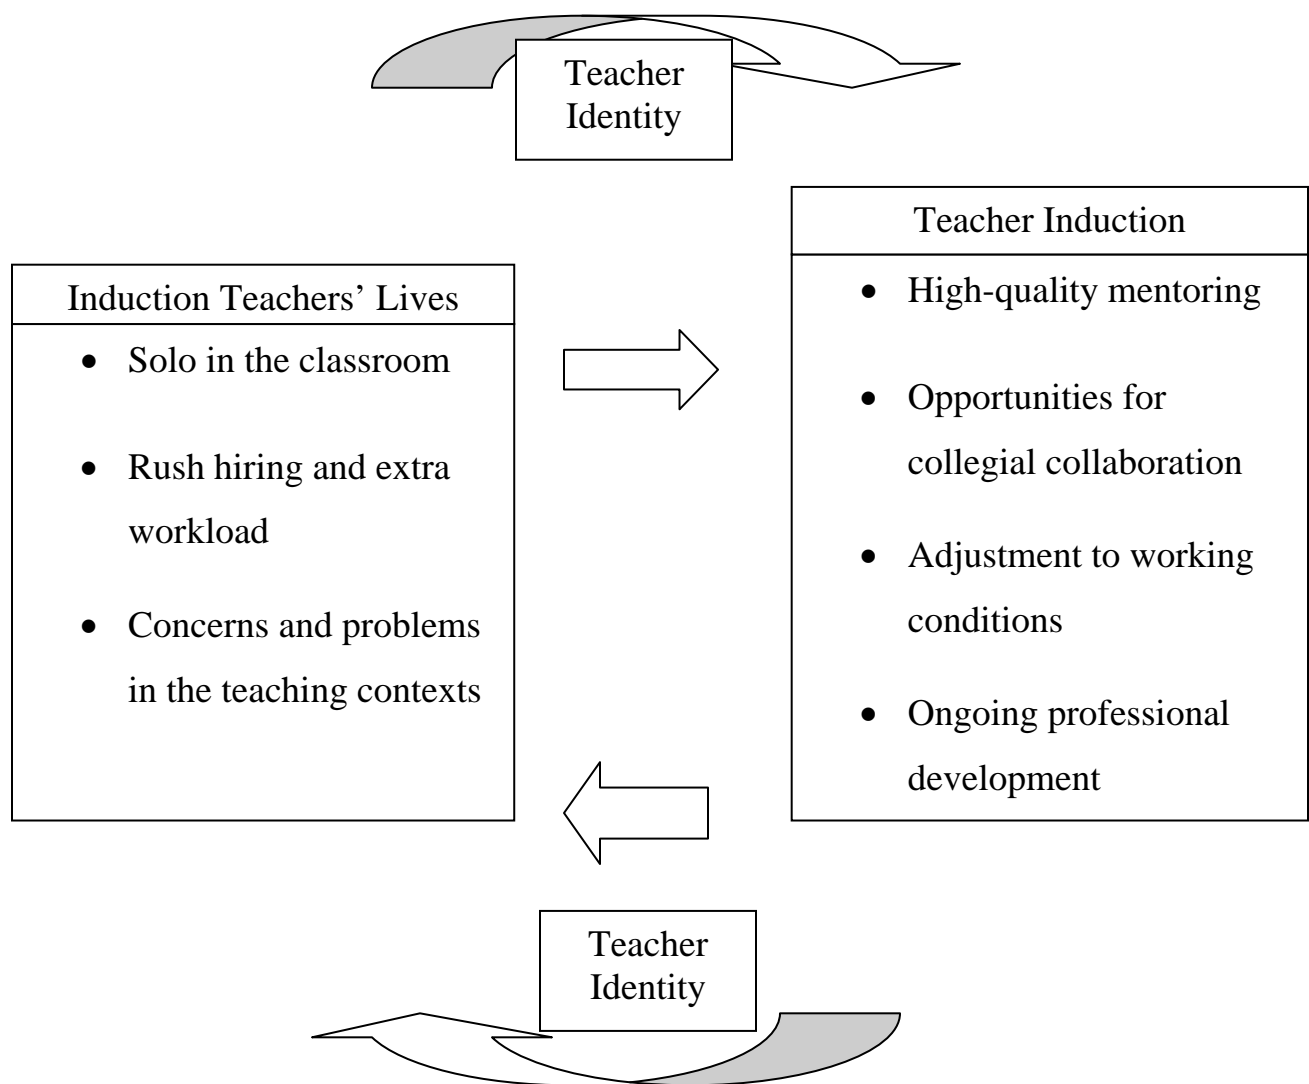 Teacher
Identity
Induction Teachers’ Lives
• Solo in the classroom
• Rush hiring and extra
workload
• Concerns and problems
in the teaching contexts
Teacher Induction
• High-quality mentoring
• Opportunities for
collegial collaboration
• Adjustment to working
conditions
• Ongoing professional
development
Teacher
Identity